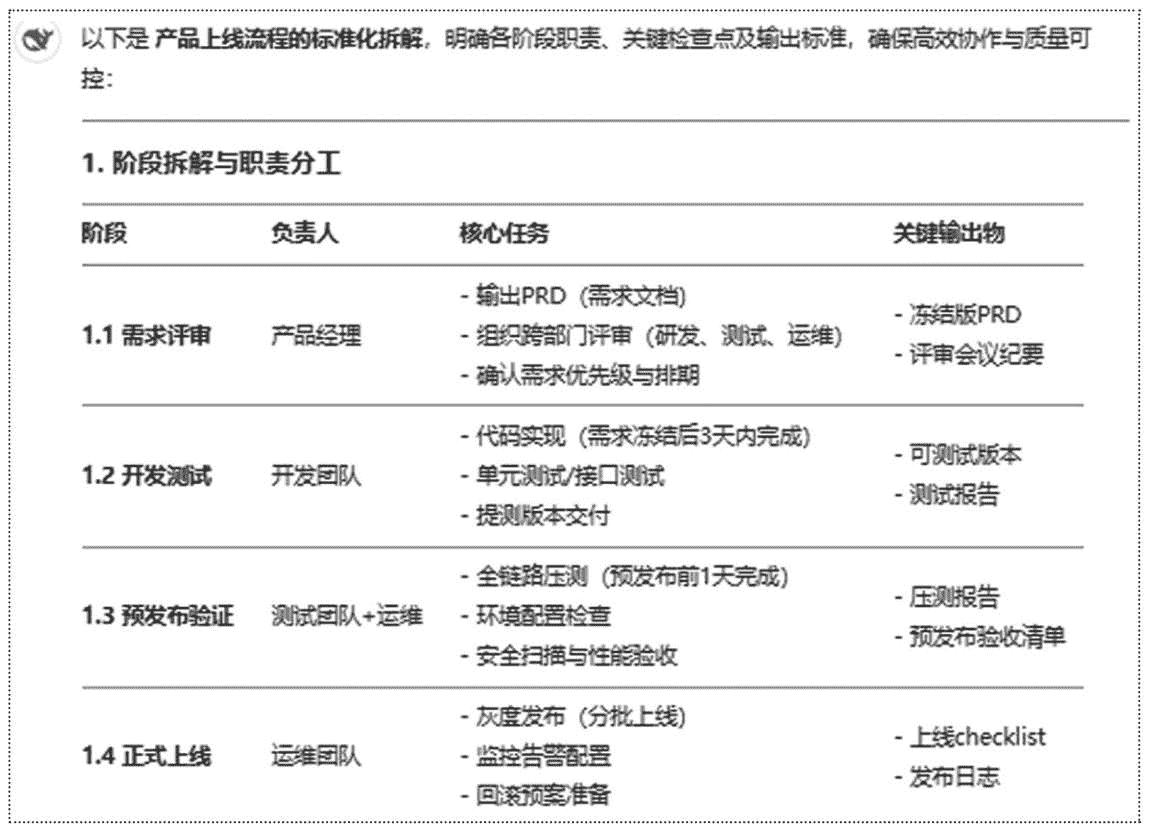 以下是 产品上线流程的标准化拆解，明确各阶段职责、关键检查点及输出标准，确保高效协作与质量可
控：
1. 阶段拆解与职责分工
阶段 负责人 核心任务 关键输出物
1.1 需求评审 产品经理
- 输出PRD（需求文档）
- 组织跨部门评审（研发、测试、运维）
- 确认需求优先级与排期
- 冻结版PRD
- 评审会议纪要
1.2 开发测试 开发团队
- 代码实现（需求冻结后3天内完成）
- 单元测试/接口测试
- 提测版本交付
- 可测试版本
- 测试报告
1.3 预发布验证 测试团队+运维
- 全链路压测（预发布前1天完成）
- 环境配置检查
- 安全扫描与性能验收
- 压测报告
- 预发布验收清单
1.4 正式上线 运维团队
- 灰度发布（分批上线）
- 监控告警配置
- 回滚预案准备
- 上线checklist
- 发布日志